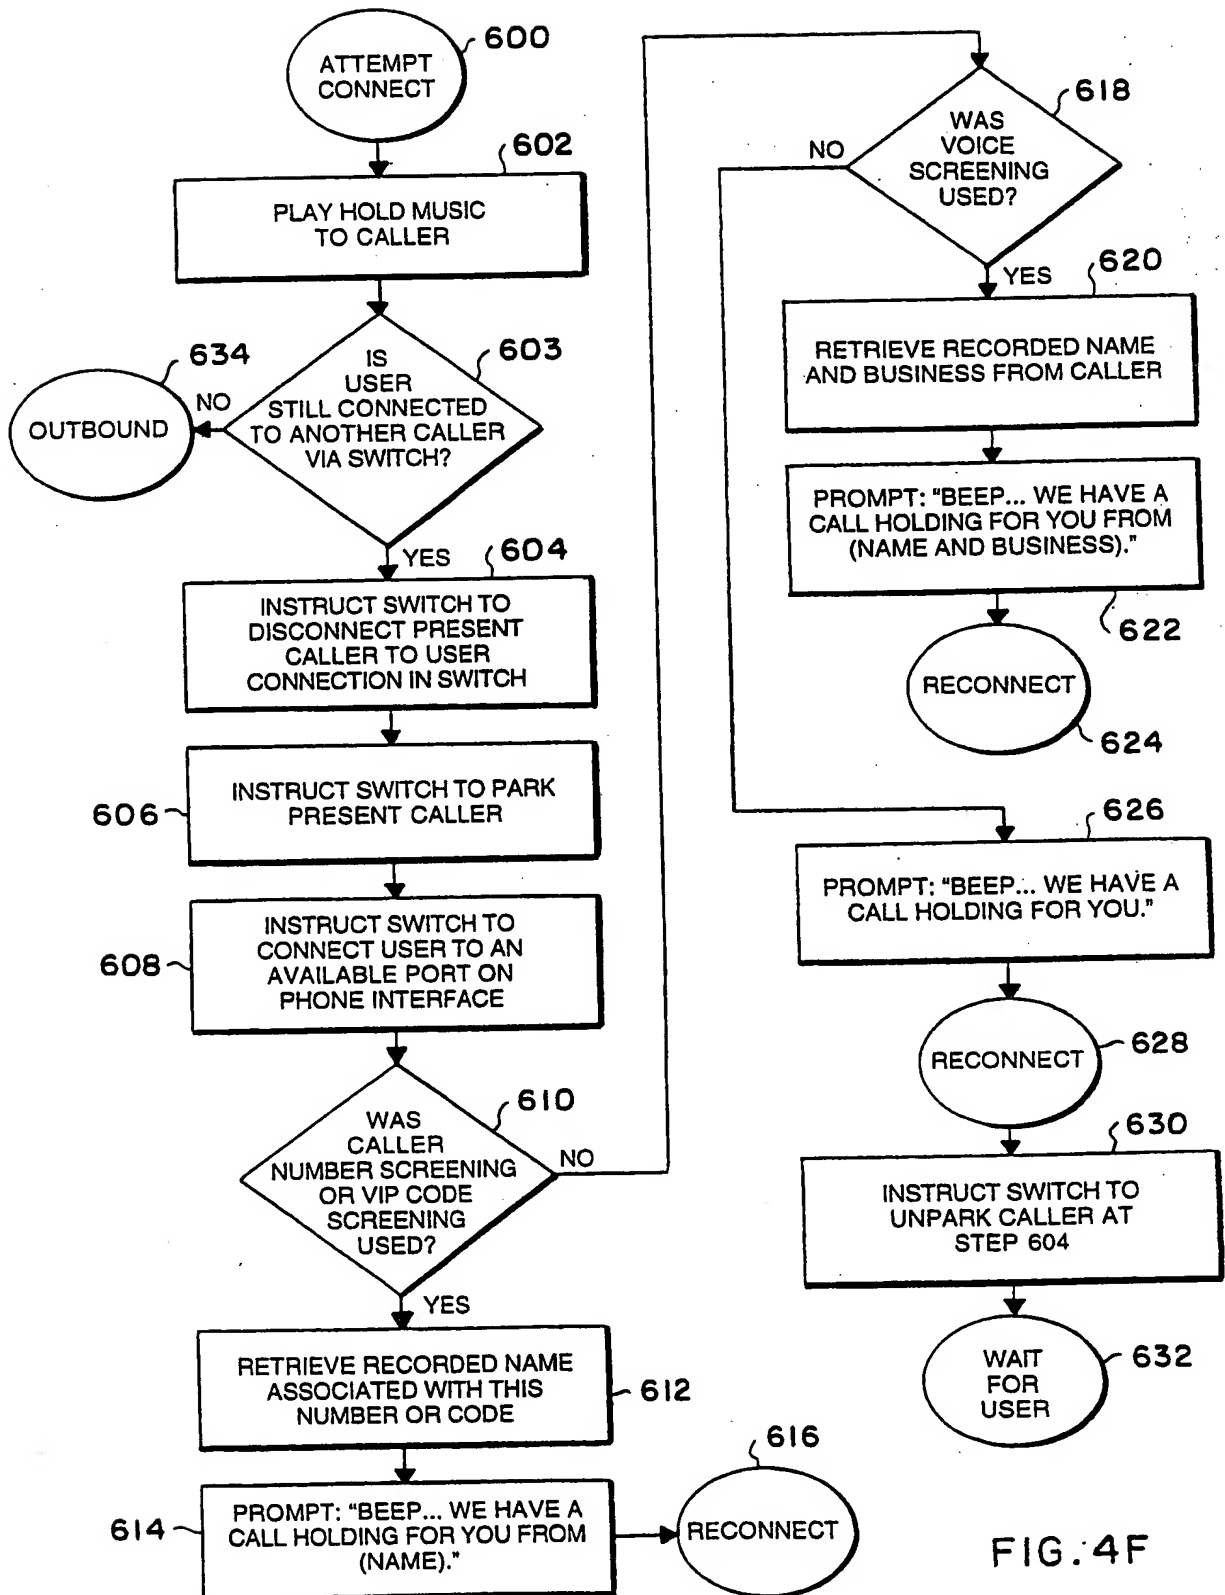 600
ATTEMPT
CONNECT
602
PLAY HOLD MUSIC
TO CALLER
603
IS
USER
STILL CONNECTED
TO ANOTHER CALLER
VIA SWITCH?
634
NO
OUTBOUND
YES
604
INSTRUCT SWITCH TO
DISCONNECT PRESENT
CALLER TO USER
CONNECTION IN SWITCH
606
INSTRUCT SWITCH TO PARK
PRESENT CALLER
608
INSTRUCT SWITCH TO
CONNECT USER TO AN
AVAILABLE PORT ON
PHONE INTERFACE
610
WAS
CALLER
NUMBER SCREENING
OR VIP CODE
SCREENING
USED?
NO
YES
RETRIEVE RECORDED NAME
ASSOCIATED WITH THIS
NUMBER OR CODE
612
614
PROMPT: "BEEP... WE HAVE A
CALL HOLDING FOR YOU FROM
(NAME)."
616
RECONNECT
618
WAS
VOICE
SCREENING
USED?
NO
YES
620
RETRIEVE RECORDED NAME
AND BUSINESS FROM CALLER
PROMPT: "BEEP... WE HAVE A
CALL HOLDING FOR YOU FROM
(NAME AND BUSINESS)."
622
RECONNECT
624
626
PROMPT: "BEEP... WE HAVE A
CALL HOLDING FOR YOU."
RECONNECT
628
630
INSTRUCT SWITCH TO
UNPARK CALLER AT
STEP 604
WAIT
FOR
USER
632
FIG. 4F